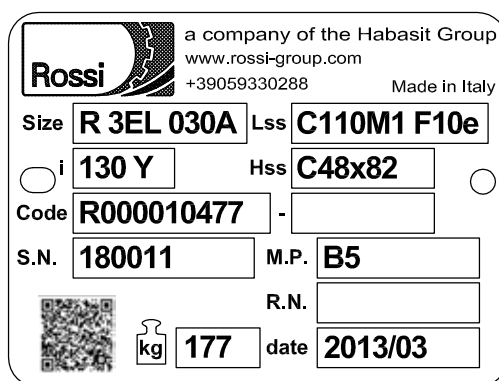 Rossi
a company of the Habasit Group
www.rossi-group.com
+39059330288
Made in Italy
Size R 3EL 030A Lss C110M1 F10e
i 130 Y Hss C48x82
Code R000010477 -
S.N. 180011 M.P. B5
R.N.
kg 177 date 2013/03